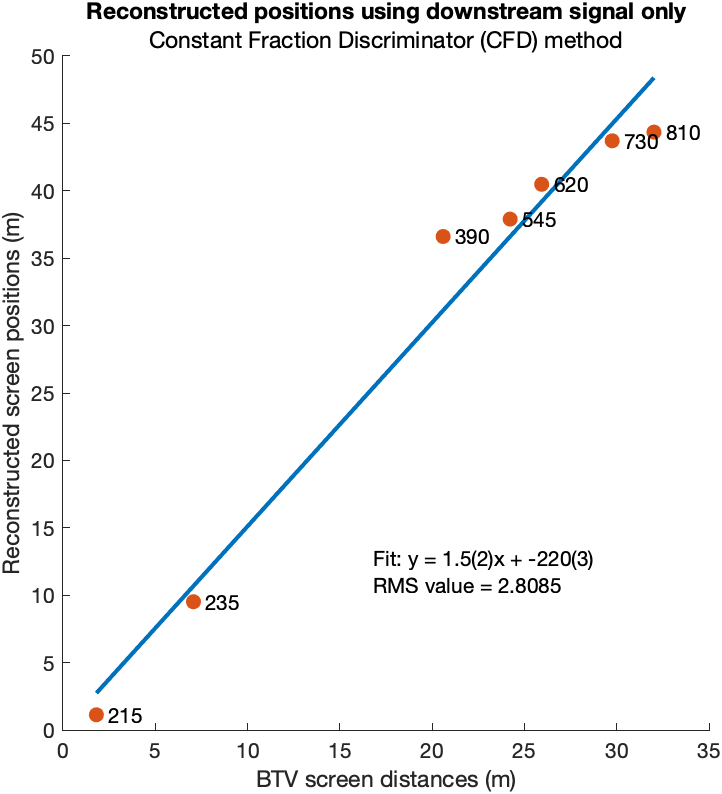 Reconstructed positions using downstream signal only
Constant Fraction Discriminator (CFD) method
50
45
40
35
30
25
20
15
10
5
0
Reconstructed screen positions (m)
810
730
620
545
390
235
215
Fit: y = 1.5(2)x + -220(3)
RMS value = 2.8085
0 5 10 15 20 25 30 35
BTV screen distances (m)